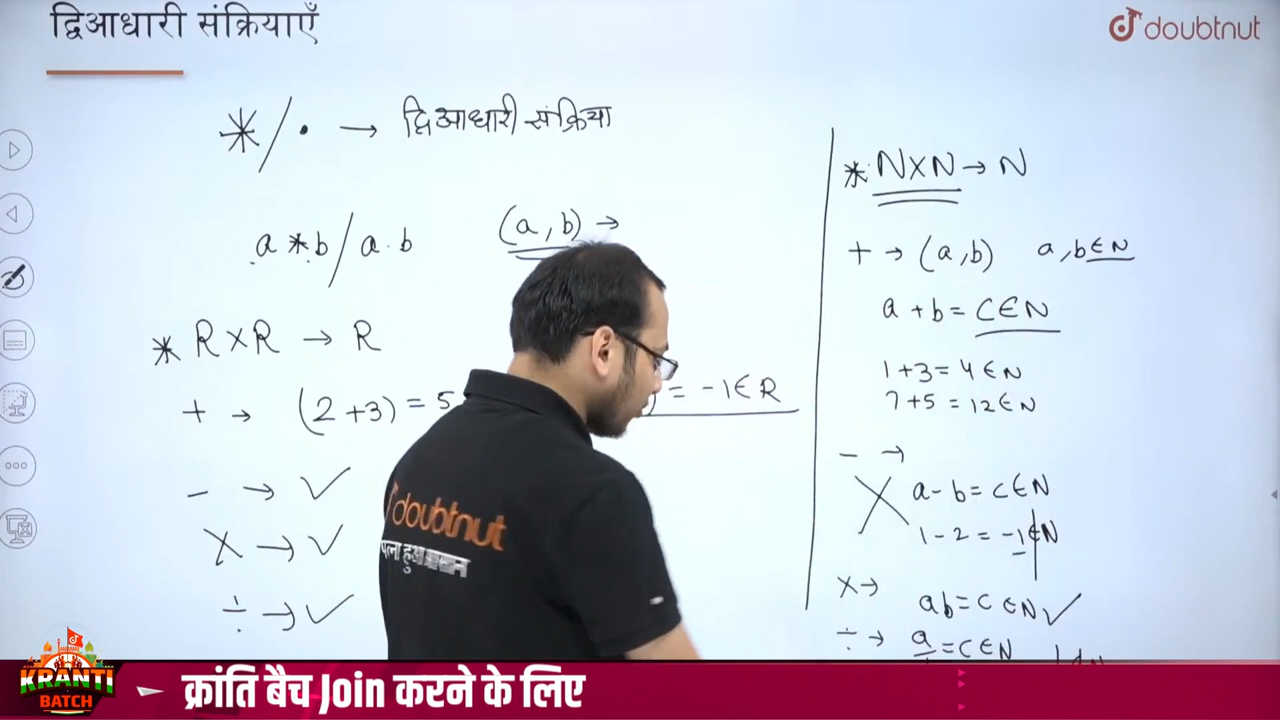 द्विआधारी संक्रियाएँ
doubtnut
* / • → द्विआधारी संक्रिया
a * b / a . b (a, b) →
* R × R → R
+ → (2 + 3) = 5 ) = -1 ∈ R
- → ✓
× → ✓
÷ → ✓
* N × N → N
+ → (a, b) a, b ∈ N
a + b = c ∈ N
1 + 3 = 4 ∈ N
7 + 5 = 12 ∈ N
- →
a - b = c ∈ N
1 - 2 = -1 ∉ N
× →
ab = c ∈ N ✓
÷ → a = c ∈ N
doubtnut
KRANTI
BATCH
क्रांति बैच Join करने के लिए